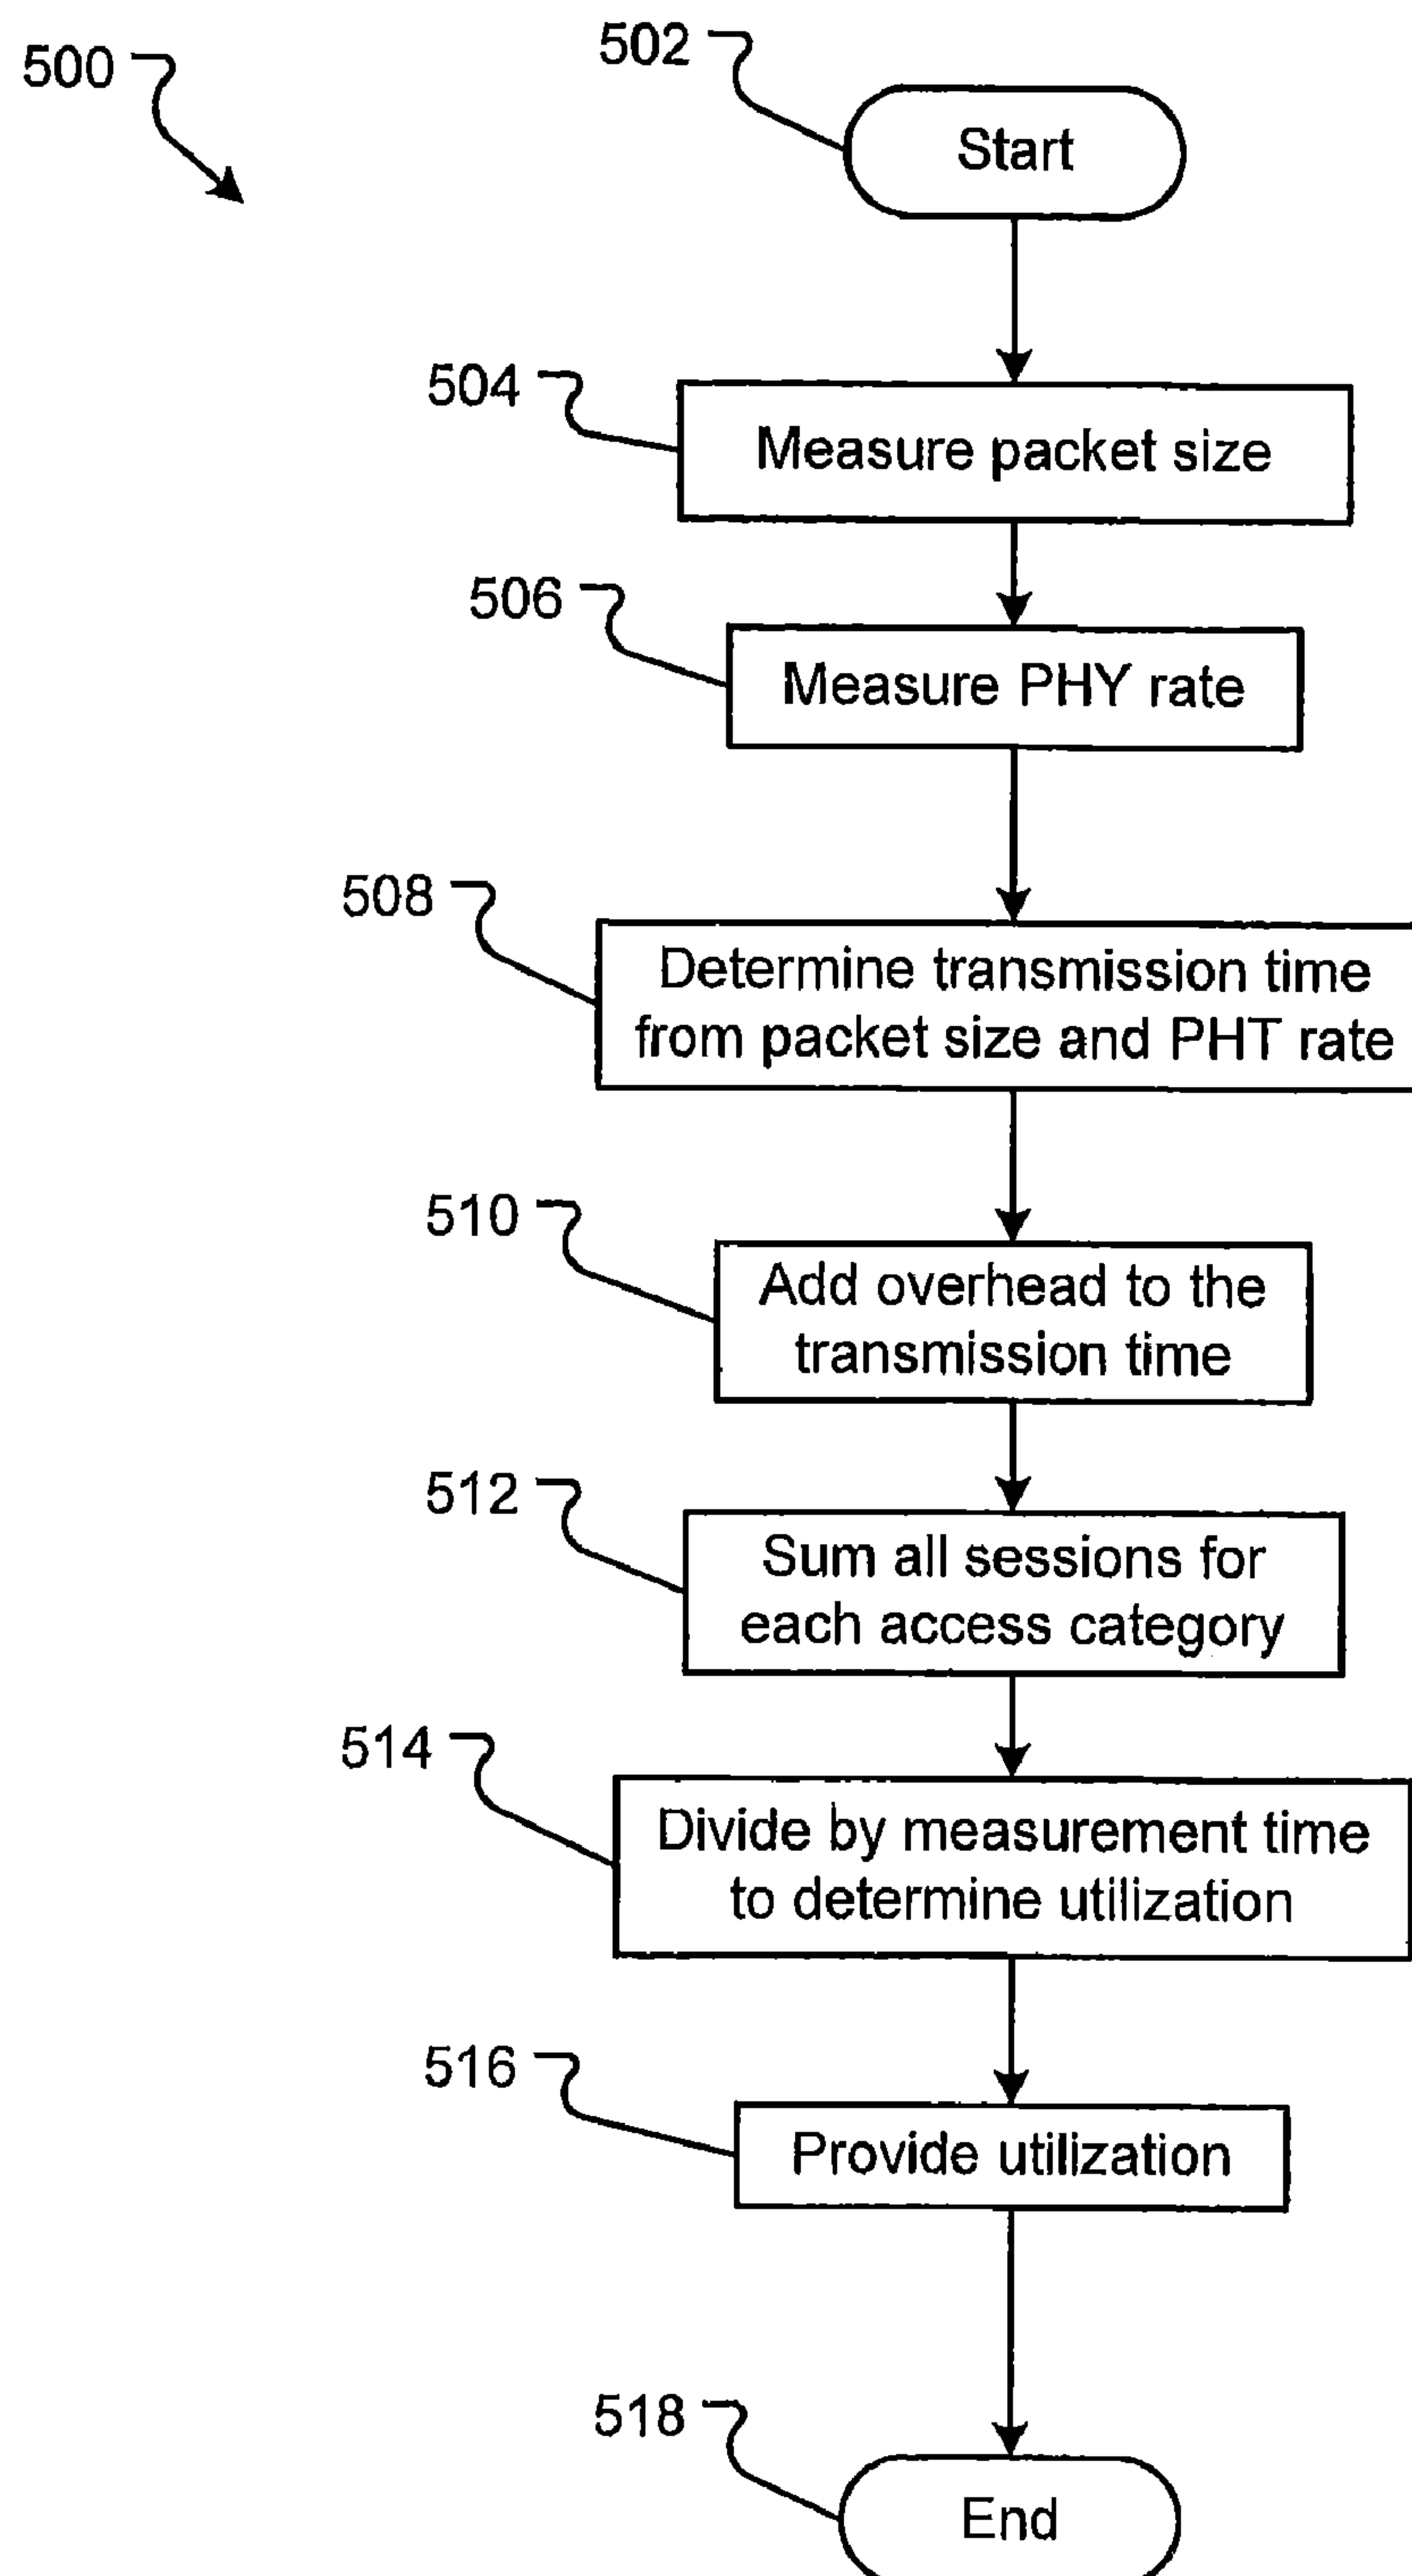 500
502
Start
504
Measure packet size
506
Measure PHY rate
508
Determine transmission time
from packet size and PHT rate
510
Add overhead to the
transmission time
512
Sum all sessions for
each access category
514
Divide by measurement time
to determine utilization
516
Provide utilization
518
End